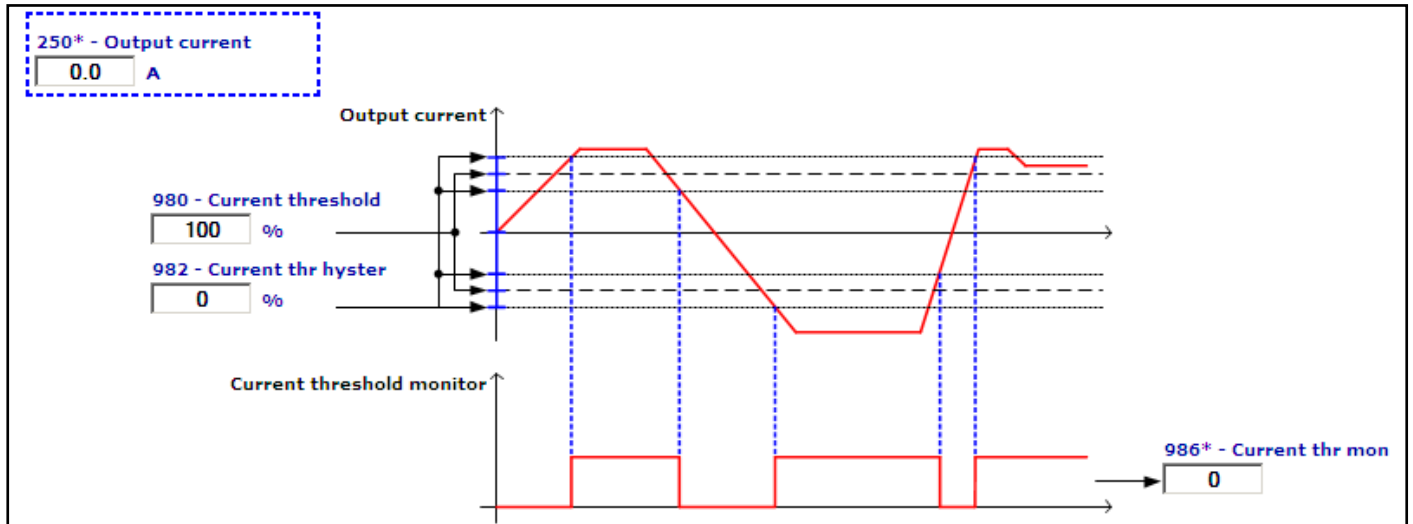 250* - Output current
0.0 A
Output current
980 - Current threshold
100 %
982 - Current thr hyster
0 %
Current threshold monitor
986* - Current thr mon
0